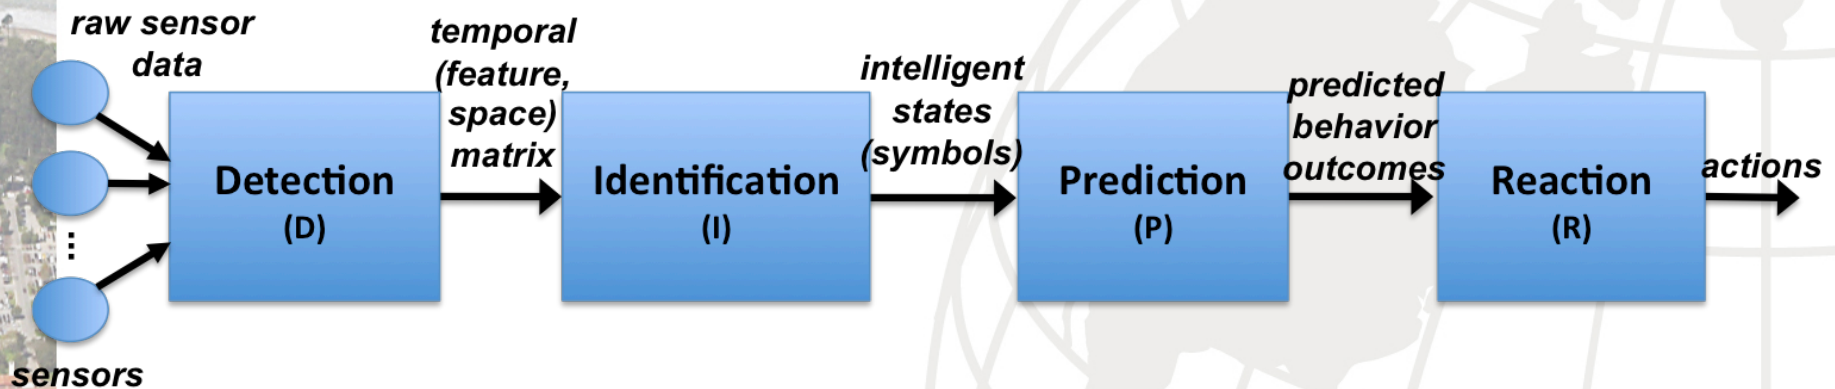 raw sensor
data
sensors
Detection
(D)
temporal
(feature,
space)
matrix
Identification
(I)
intelligent
states
(symbols)
Prediction
(P)
predicted
behavior
outcomes
Reaction
(R)
actions